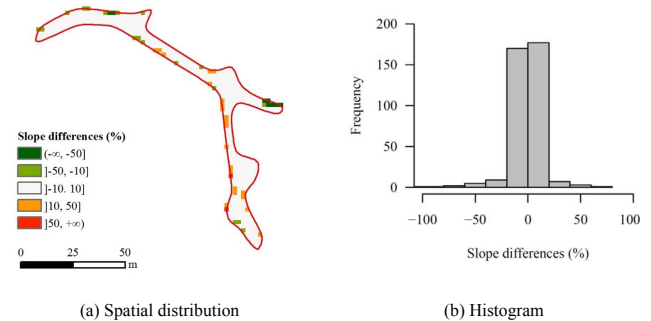 Slope differences (%)
(-∞, -50]
]-50, -10]
]-10. 10]
]10, 50]
]50, +∞)
0 25 50
m
(a) Spatial distribution
200
150
100
50
0
Frequency
−100 −50 0 50 100
Slope differences (%)
(b) Histogram